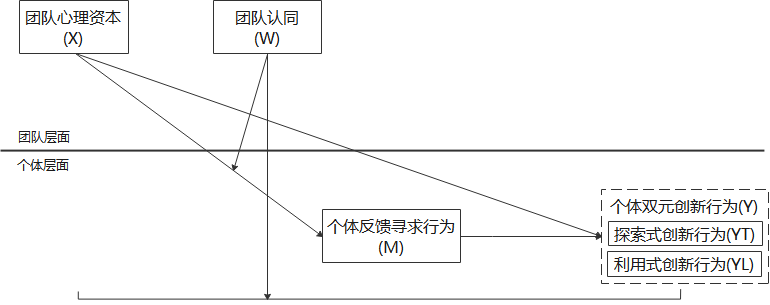 团队心理资本
(X)
团队认同
(W)
团队层面
个体层面
个体反馈寻求行为
(M)
个体双元创新行为(Y)
探索式创新行为(YT)
利用式创新行为(YL)